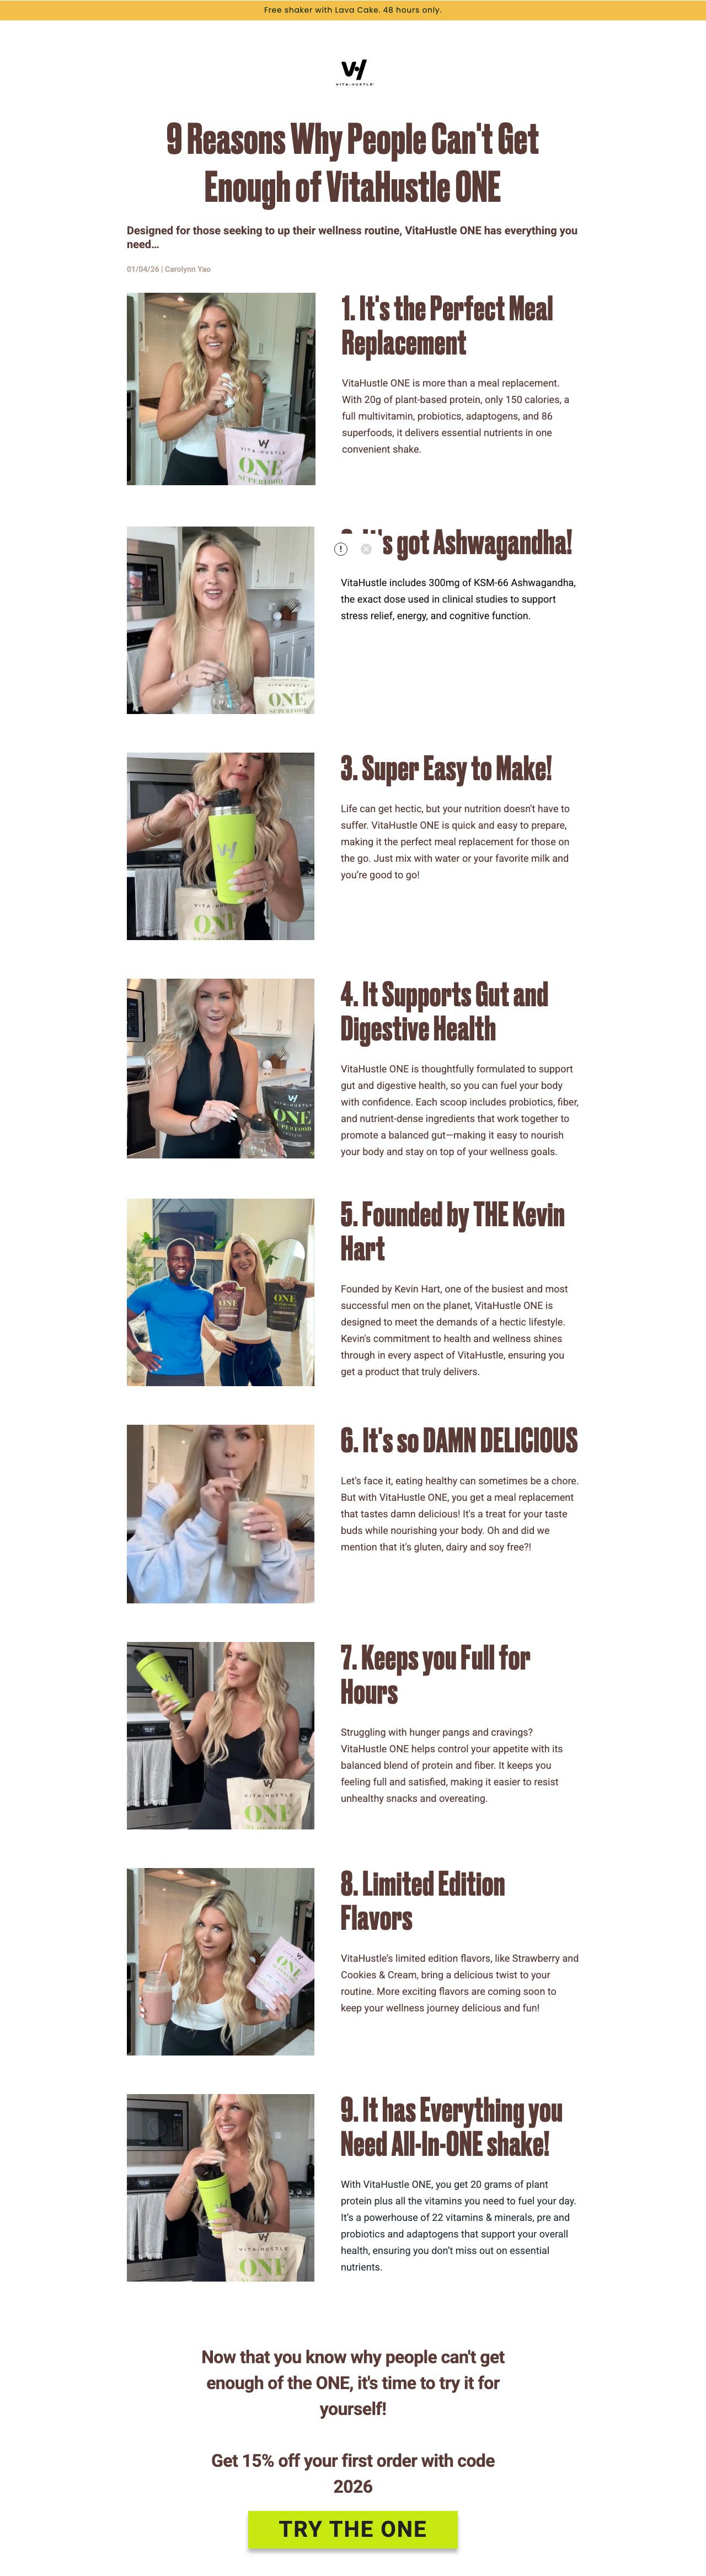 Free shaker with Lava Cake. 48 hours only.
VITA-HUSTLE
9 Reasons Why People Can't Get
Enough of VitaHustle ONE
Designed for those seeking to up their wellness routine, VitaHustle ONE has everything you
need…
01/04/26 | Carolynn Yao
VITA-HUSTLE
ONE
SUPERFOOD
1. It's the Perfect Meal
Replacement
VitaHustle ONE is more than a meal replacement.
With 20g of plant-based protein, only 150 calories, a
full multivitamin, probiotics, adaptogens, and 86
superfoods, it delivers essential nutrients in one
convenient shake.
ONE
SUPERFOOD
's got Ashwagandha!
VitaHustle includes 300mg of KSM-66 Ashwagandha,
the exact dose used in clinical studies to support
stress relief, energy, and cognitive function.
ONE
3. Super Easy to Make!
Life can get hectic, but your nutrition doesn't have to
suffer. VitaHustle ONE is quick and easy to prepare,
making it the perfect meal replacement for those on
the go. Just mix with water or your favorite milk and
you're good to go!
VITA-HUSTLE
ONE
SUPERFOOD
4. It Supports Gut and
Digestive Health
VitaHustle ONE is thoughtfully formulated to support
gut and digestive health, so you can fuel your body
with confidence. Each scoop includes probiotics, fiber,
and nutrient-dense ingredients that work together to
promote a balanced gut—making it easy to nourish
your body and stay on top of your wellness goals.
ONE
ONE
5. Founded by THE Kevin
Hart
Founded by Kevin Hart, one of the busiest and most
successful men on the planet, VitaHustle ONE is
designed to meet the demands of a hectic lifestyle.
Kevin's commitment to health and wellness shines
through in every aspect of VitaHustle, ensuring you
get a product that truly delivers.
6. It's so DAMN DELICIOUS
Let's face it, eating healthy can sometimes be a chore.
But with VitaHustle ONE, you get a meal replacement
that tastes damn delicious! It's a treat for your taste
buds while nourishing your body. Oh and did we
mention that it's gluten, dairy and soy free?!
VITA-HUSTLE
ONE
7. Keeps you Full for
Hours
Struggling with hunger pangs and cravings?
VitaHustle ONE helps control your appetite with its
balanced blend of protein and fiber. It keeps you
feeling full and satisfied, making it easier to resist
unhealthy snacks and overeating.
ONE
8. Limited Edition
Flavors
VitaHustle's limited edition flavors, like Strawberry and
Cookies & Cream, bring a delicious twist to your
routine. More exciting flavors are coming soon to
keep your wellness journey delicious and fun!
VITA-HUSTLE
ONE
9. It has Everything you
Need All-In-ONE shake!
With VitaHustle ONE, you get 20 grams of plant
protein plus all the vitamins you need to fuel your day.
It's a powerhouse of 22 vitamins & minerals, pre and
probiotics and adaptogens that support your overall
health, ensuring you don't miss out on essential
nutrients.
Now that you know why people can't get
enough of the ONE, it's time to try it for
yourself!
Get 15% off your first order with code
2026
TRY THE ONE